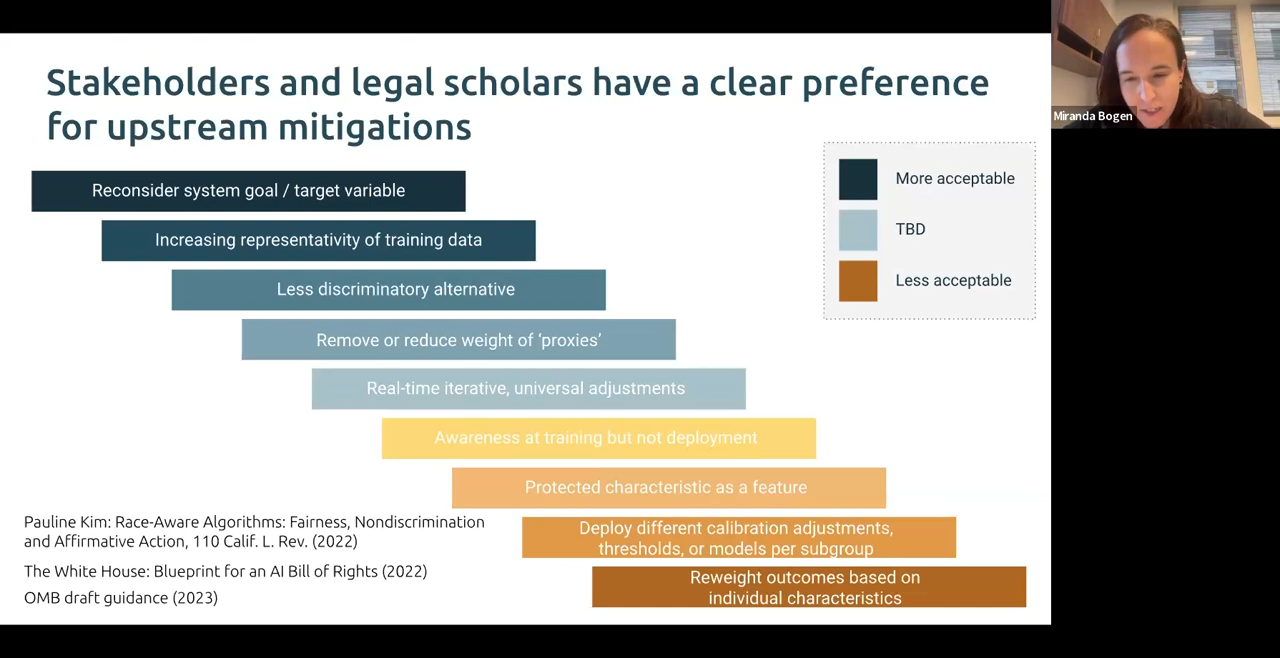 Stakeholders and legal scholars have a clear preference
for upstream mitigations
Miranda Bogen
More acceptable
TBD
Less acceptable
Reconsider system goal / target variable
Increasing representativity of training data
Less discriminatory alternative
Remove or reduce weight of ‘proxies’
Real-time iterative, universal adjustments
Awareness at training but not deployment
Protected characteristic as a feature
Deploy different calibration adjustments,
thresholds, or models per subgroup
Reweight outcomes based on
individual characteristics
Pauline Kim: Race-Aware Algorithms: Fairness, Nondiscrimination
and Affirmative Action, 110 Calif. L. Rev. (2022)
The White House: Blueprint for an AI Bill of Rights (2022)
OMB draft guidance (2023)